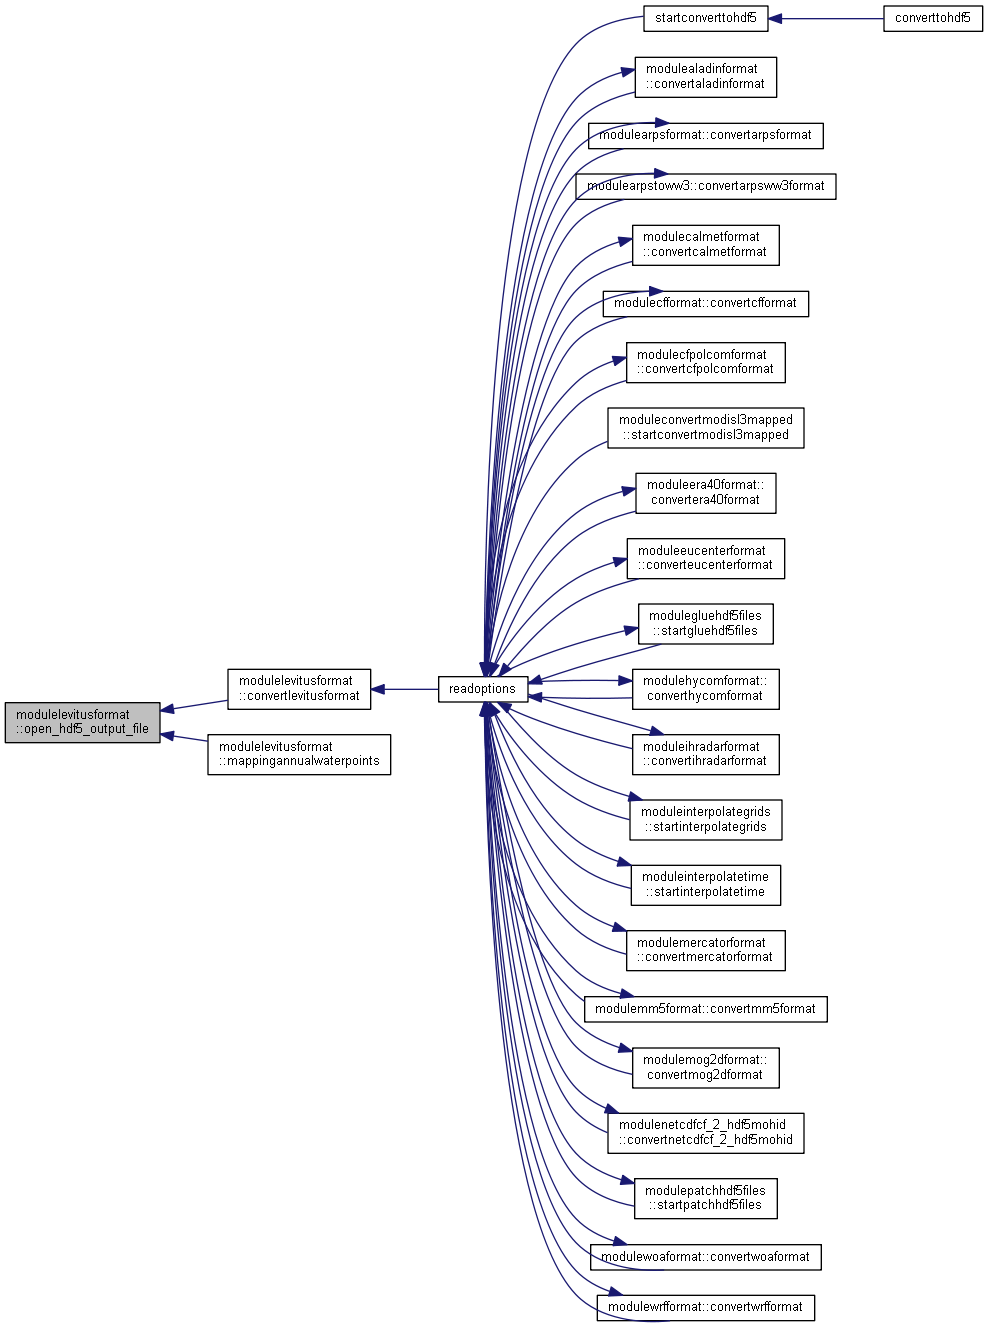 startconverttohdf5
converttohdf5
modulealadinformat
::convertaladinformat
modulearpsformat::convertarpsformat
modulearpstoww3::convertarpsww3format
modulecalmetformat
::convertcalmetformat
modulecfformat::convertcfformat
modulecfpolcomformat
::convertcfpolcomformat
moduleconvertmodisl3mapped
::startconvertmodisl3mapped
moduleera40format::
convertera40format
moduleeucenterformat
::converteucenterformat
modulegluehdf5files
::startgluehdf5files
modulelevitusformat
::convertlevitusformat
readoptions
modulehycomformat::
converthycomformat
modulelevitusformat
::open_hdf5_output_file
modulelevitusformat
::mappingannualwaterpoints
moduleihradarformat
::convertihradarformat
moduleinterpolategrids
::startinterpolategrids
moduleinterpolatetime
::startinterpolatetime
modulemercatorformat
::convertmercatorformat
modulemm5format::convertmm5format
modulemog2dformat::
convertmog2dformat
modulenetcdfcf_2_hdf5mohid
::convertnetcdfcf_2_hdf5mohid
modulepatchhdf5files
::startpatchhdf5files
modulewoaformat::convertwoaformat
modulewrfformat::convertwrfformat